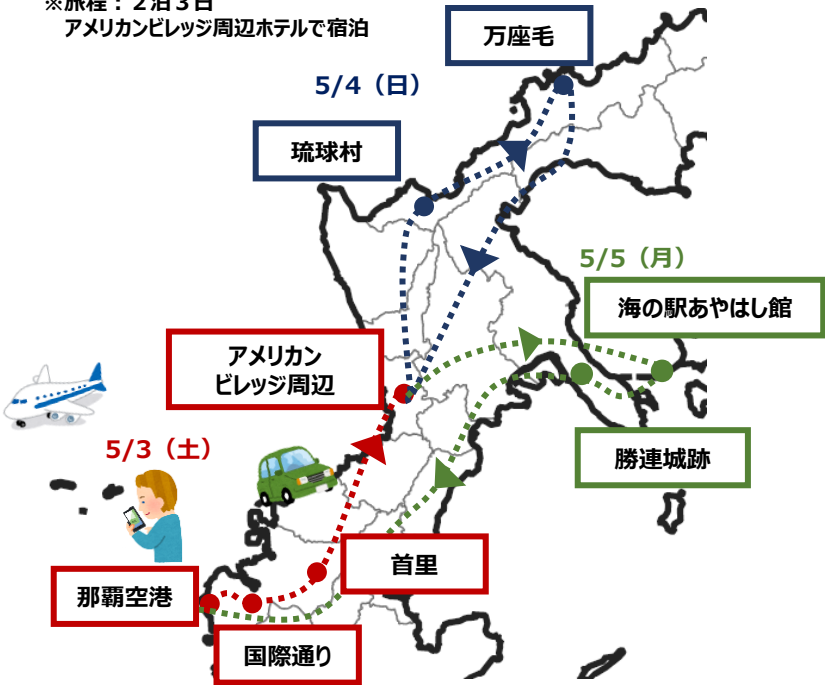 ※旅程：２泊３日
アメリカンビレッジ周辺ホテルで宿泊
万座毛
5/4（日）
琉球村
5/5（月）
海の駅あやはし館
アメリカン
ビレッジ周辺
5/3（土）
勝連城跡
首里
那覇空港
国際通り